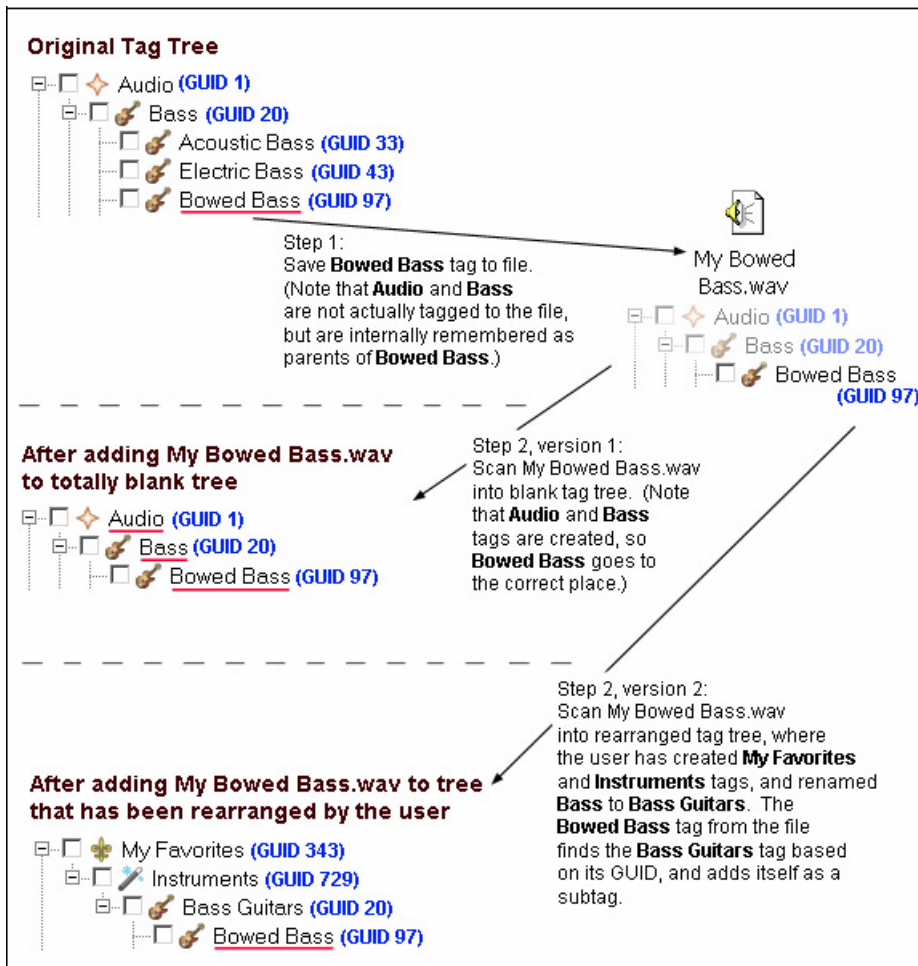 Original Tag Tree
Audio (GUID 1)
Bass (GUID 20)
Acoustic Bass (GUID 33)
Electric Bass (GUID 43)
Bowed Bass (GUID 97)
Step 1:
Save Bowed Bass tag to file.
(Note that Audio and Bass
are not actually tagged to the file,
but are internally remembered as
parents of Bowed Bass.)
My Bowed
Bass.wav
Audio (GUID 1)
Bass (GUID 20)
Bowed Bass
(GUID 97)
After adding My Bowed Bass.wav
to totally blank tree
Audio (GUID 1)
Bass (GUID 20)
Bowed Bass (GUID 97)
Step 2, version 1:
Scan My Bowed Bass.wav
into blank tag tree. (Note
that Audio and Bass
tags are created, so
Bowed Bass goes to
the correct place.)
Step 2, version 2:
Scan My Bowed Bass.wav
into rearranged tag tree, where
the user has created My Favorites
and Instruments tags, and renamed
Bass to Bass Guitars. The
Bowed Bass tag from the file
finds the Bass Guitars tag based
on its GUID, and adds itself as a
subtag.
After adding My Bowed Bass.wav to tree
that has been rearranged by the user
My Favorites (GUID 343)
Instruments (GUID 729)
Bass Guitars (GUID 20)
Bowed Bass (GUID 97)